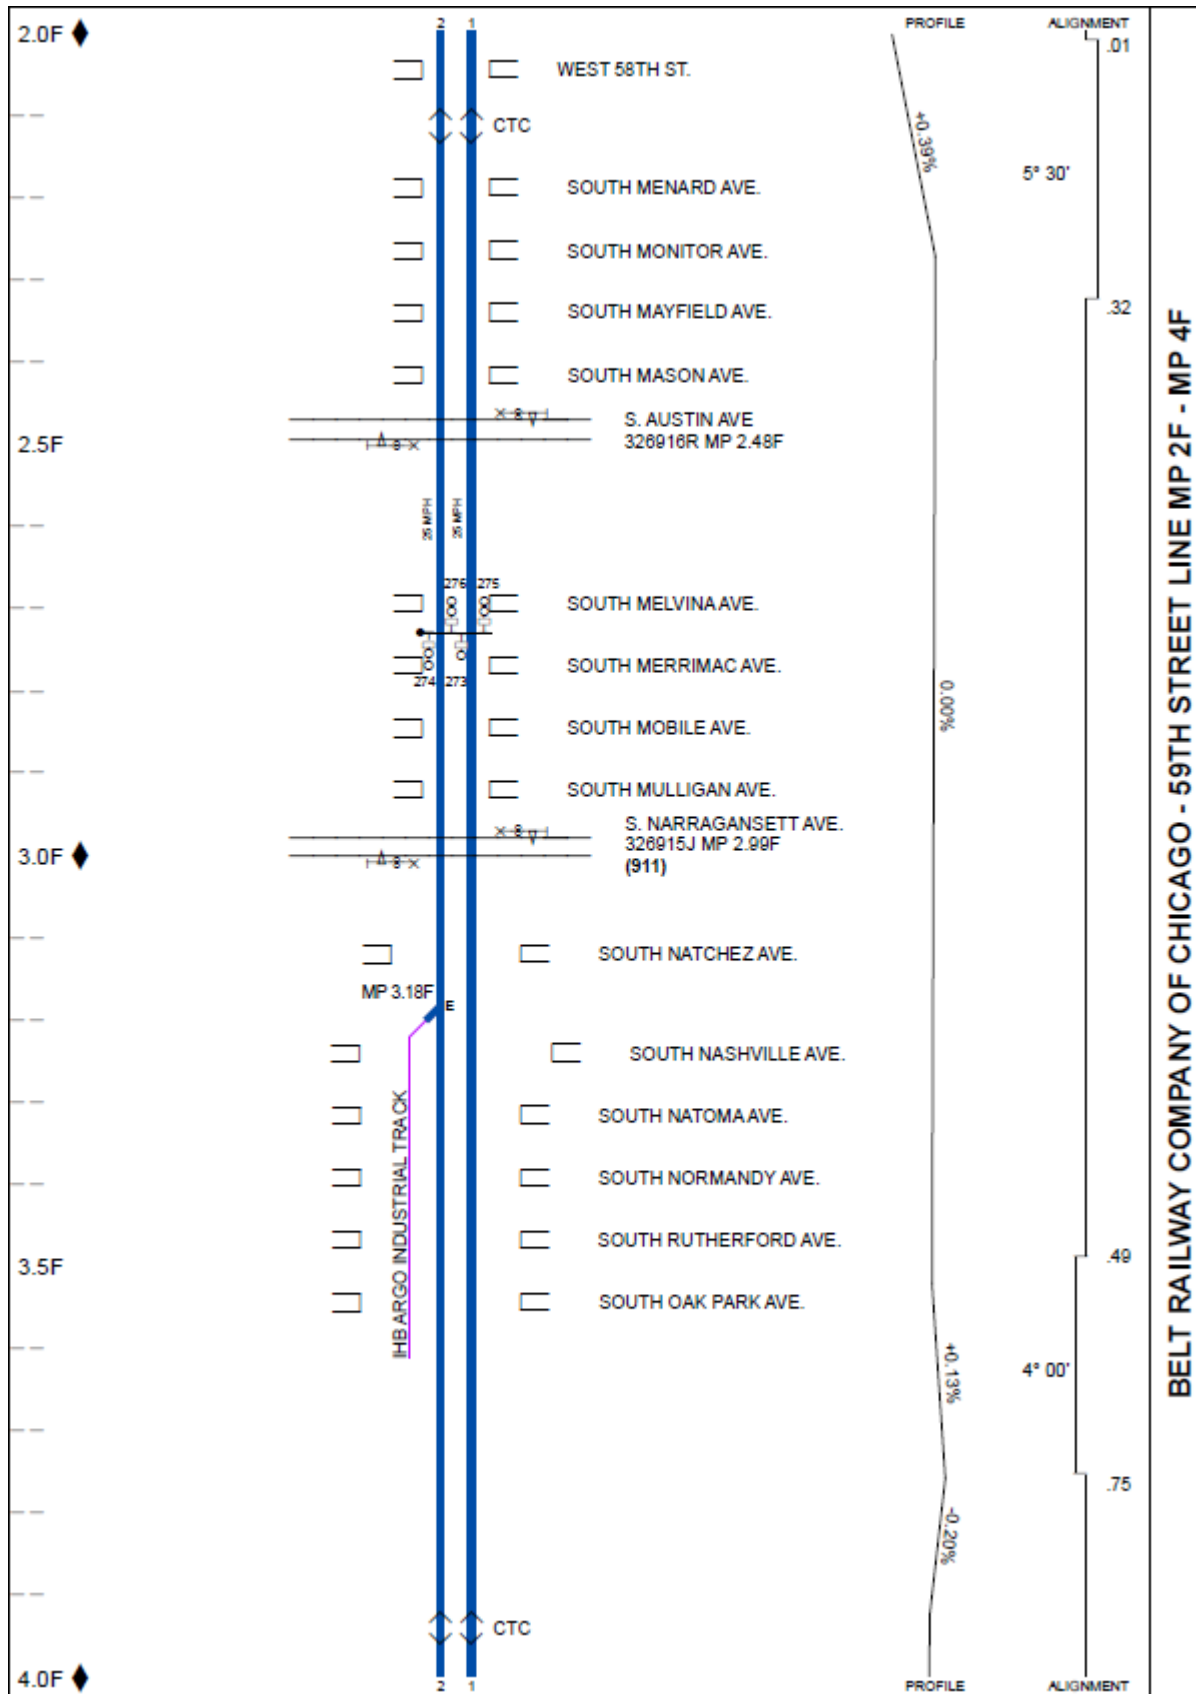 2 1 PROFILE ALIGNMENT
2.0F
.01
WEST 58TH ST.
CTC
+0.39%
5° 30'
SOUTH MENARD AVE.
SOUTH MONITOR AVE.
.32
SOUTH MAYFIELD AVE.
SOUTH MASON AVE.
S. AUSTIN AVE
326916R MP 2.48F
2.5F
25 MPH 25 MPH
276 275
SOUTH MELVINA AVE.
SOUTH MERRIMAC AVE.
274 273
0.00%
SOUTH MOBILE AVE.
SOUTH MULLIGAN AVE.
S. NARRAGANSETT AVE.
326915J MP 2.99F
(911)
3.0F
SOUTH NATCHEZ AVE.
MP 3.18F
E
SOUTH NASHVILLE AVE.
SOUTH NATOMA AVE.
IHB ARGO INDUSTRIAL TRACK
SOUTH NORMANDY AVE.
SOUTH RUTHERFORD AVE.
.49
3.5F
SOUTH OAK PARK AVE.
+0.13%
4° 00'
.75
-0.20%
CTC
4.0F
2 1 PROFILE ALIGNMENT
BELT RAILWAY COMPANY OF CHICAGO - 59TH STREET LINE MP 2F - MP 4F